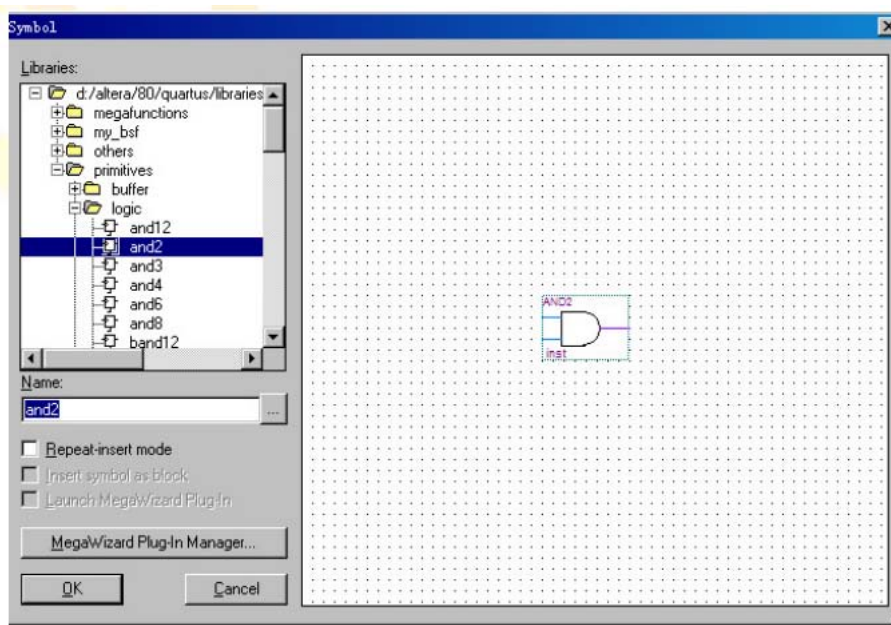 Symbol
Libraries:
d:/altera/80/quartus/libraries
megafunctions
my_bsf
others
primitives
buffer
logic
and12
and2
and3
and4
and6
and8
band12
Name:
and2
...
Repeat-insert mode
Insert symbol as block
Launch MegaWizard Plug-In
MegaWizard Plug-In Manager...
OK
Cancel
AND2
inst